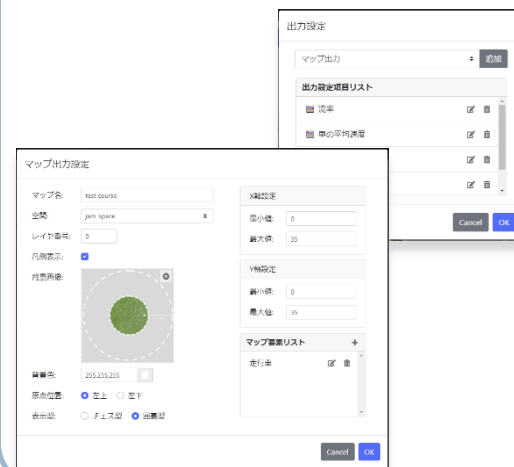 出力設定
マップ出力 追加
出力設定項目リスト
流率
車の平均速度
Cancel OK
マップ出力設定
マップ名: test course
空間: jam_space
レイヤ番号: 0
凡例表示:
背景画像:
背景色: 255.255.255
原点位置: 左上 左下
表示型: チェス型 囲碁型
X軸設定
最小値: 0
最大値: 35
Y軸設定
最小値: 0
最大値: 35
マップ要素リスト +
走行車
Cancel OK